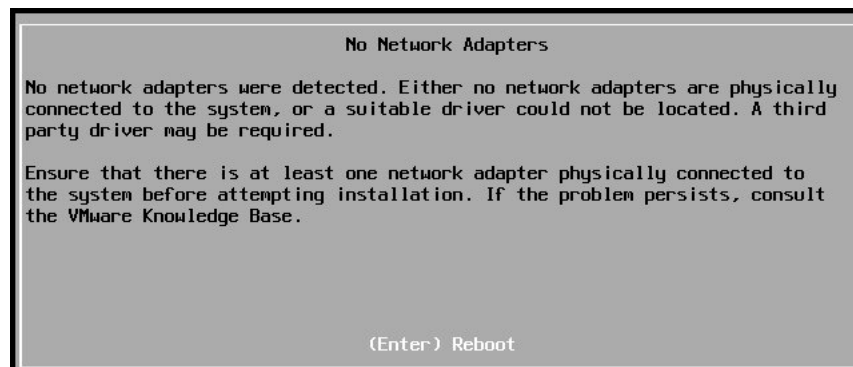 No Network Adapters
No network adapters were detected. Either no network adapters are physically
connected to the system, or a suitable driver could not be located. A third
party driver may be required.
Ensure that there is at least one network adapter physically connected to
the system before attempting installation. If the problem persists, consult
the VMware Knowledge Base.
(Enter) Reboot